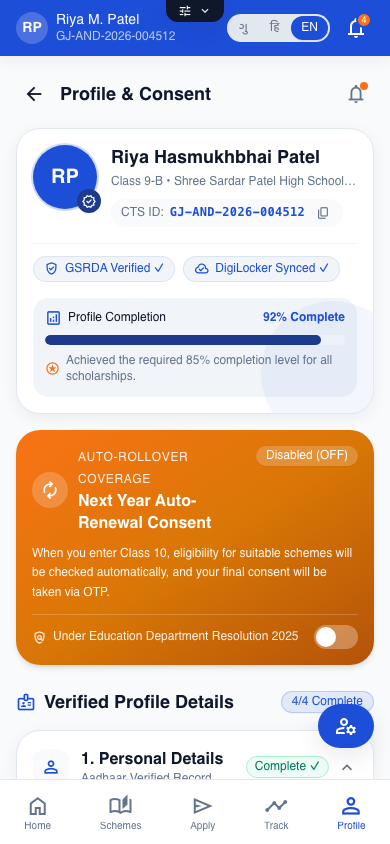 RP
Riya M. Patel
GJ-AND-2026-004512
ગુ
हि
EN
4
Profile & Consent
RP
Riya Hasmukhbhai Patel
Class 9-B • Shree Sardar Patel High School…
CTS ID: GJ-AND-2026-004512
GSRDA Verified ✓
DigiLocker Synced ✓
Profile Completion
92% Complete
Achieved the required 85% completion level for all
scholarships.
AUTO-ROLLOVER
COVERAGE
Disabled (OFF)
Next Year Auto-
Renewal Consent
When you enter Class 10, eligibility for suitable schemes will
be checked automatically, and your final consent will be
taken via OTP.
Under Education Department Resolution 2025
Verified Profile Details
4/4 Complete
1. Personal Details
Complete ✓
Aadhaar Verified Record
Home
Schemes
Apply
Track
Profile